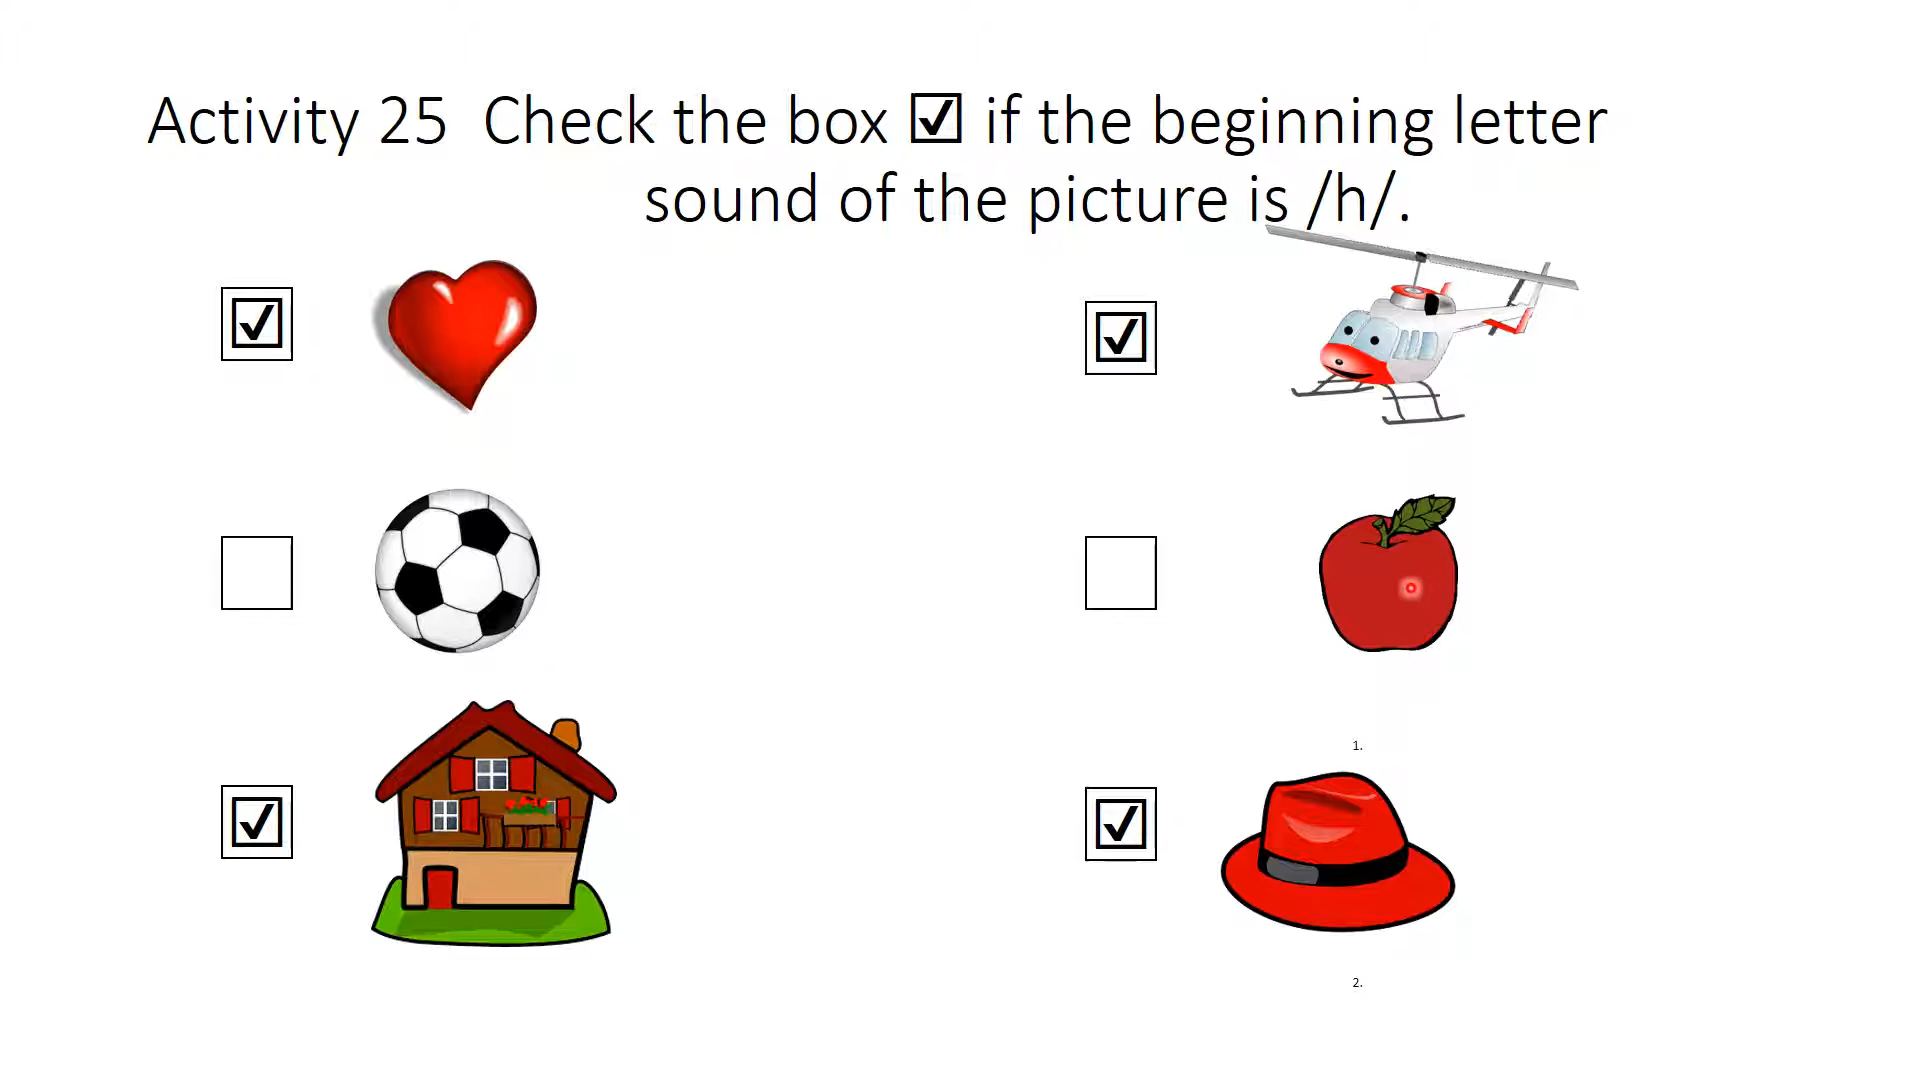 Activity 25 Check the box ☑ if the beginning letter
sound of the picture is /h/.
1.
2.